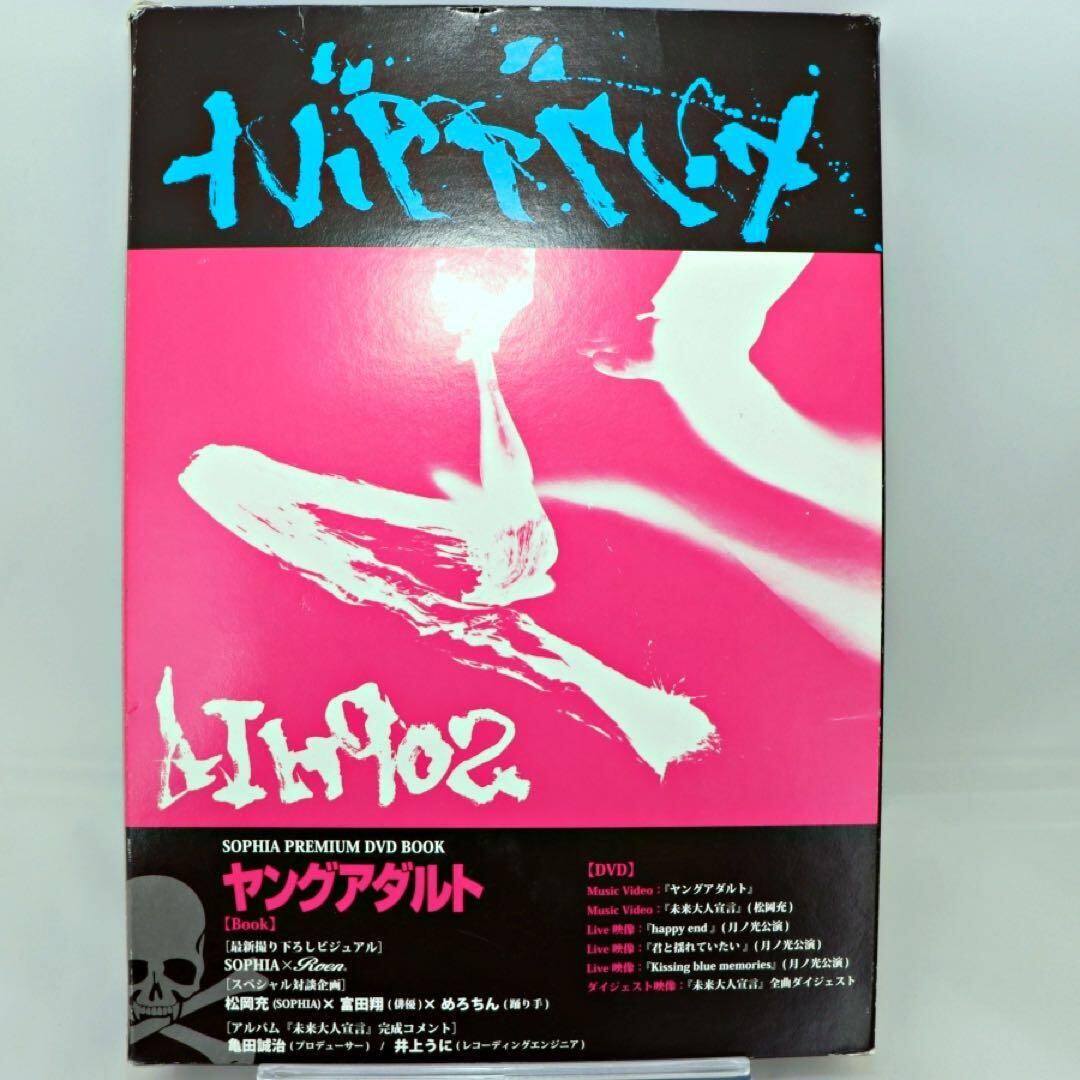 ヤングアダルト
SOPHIA
SOPHIA PREMIUM DVD BOOK
ヤングアダルト
【Book】
[最新撮り下ろしビジュアル]
SOPHIA×Roen
[スペシャル対談企画]
松岡充(SOPHIA)× 富田翔(俳優)× めろちん(踊り手)
[アルバム『未来大人宣言』完成コメント]
亀田誠治(プロデューサー) / 井上うに(レコーディングエンジニア)
【DVD】
Music Video：『ヤングアダルト』
Music Video：『未来大人宣言』(松岡充)
Live 映像：『happy end』(月ノ光公演)
Live 映像：『君と揺れていたい』(月ノ光公演)
Live 映像：『Kissing blue memories』(月ノ光公演)
ダイジェスト映像：『未来大人宣言』全曲ダイジェスト